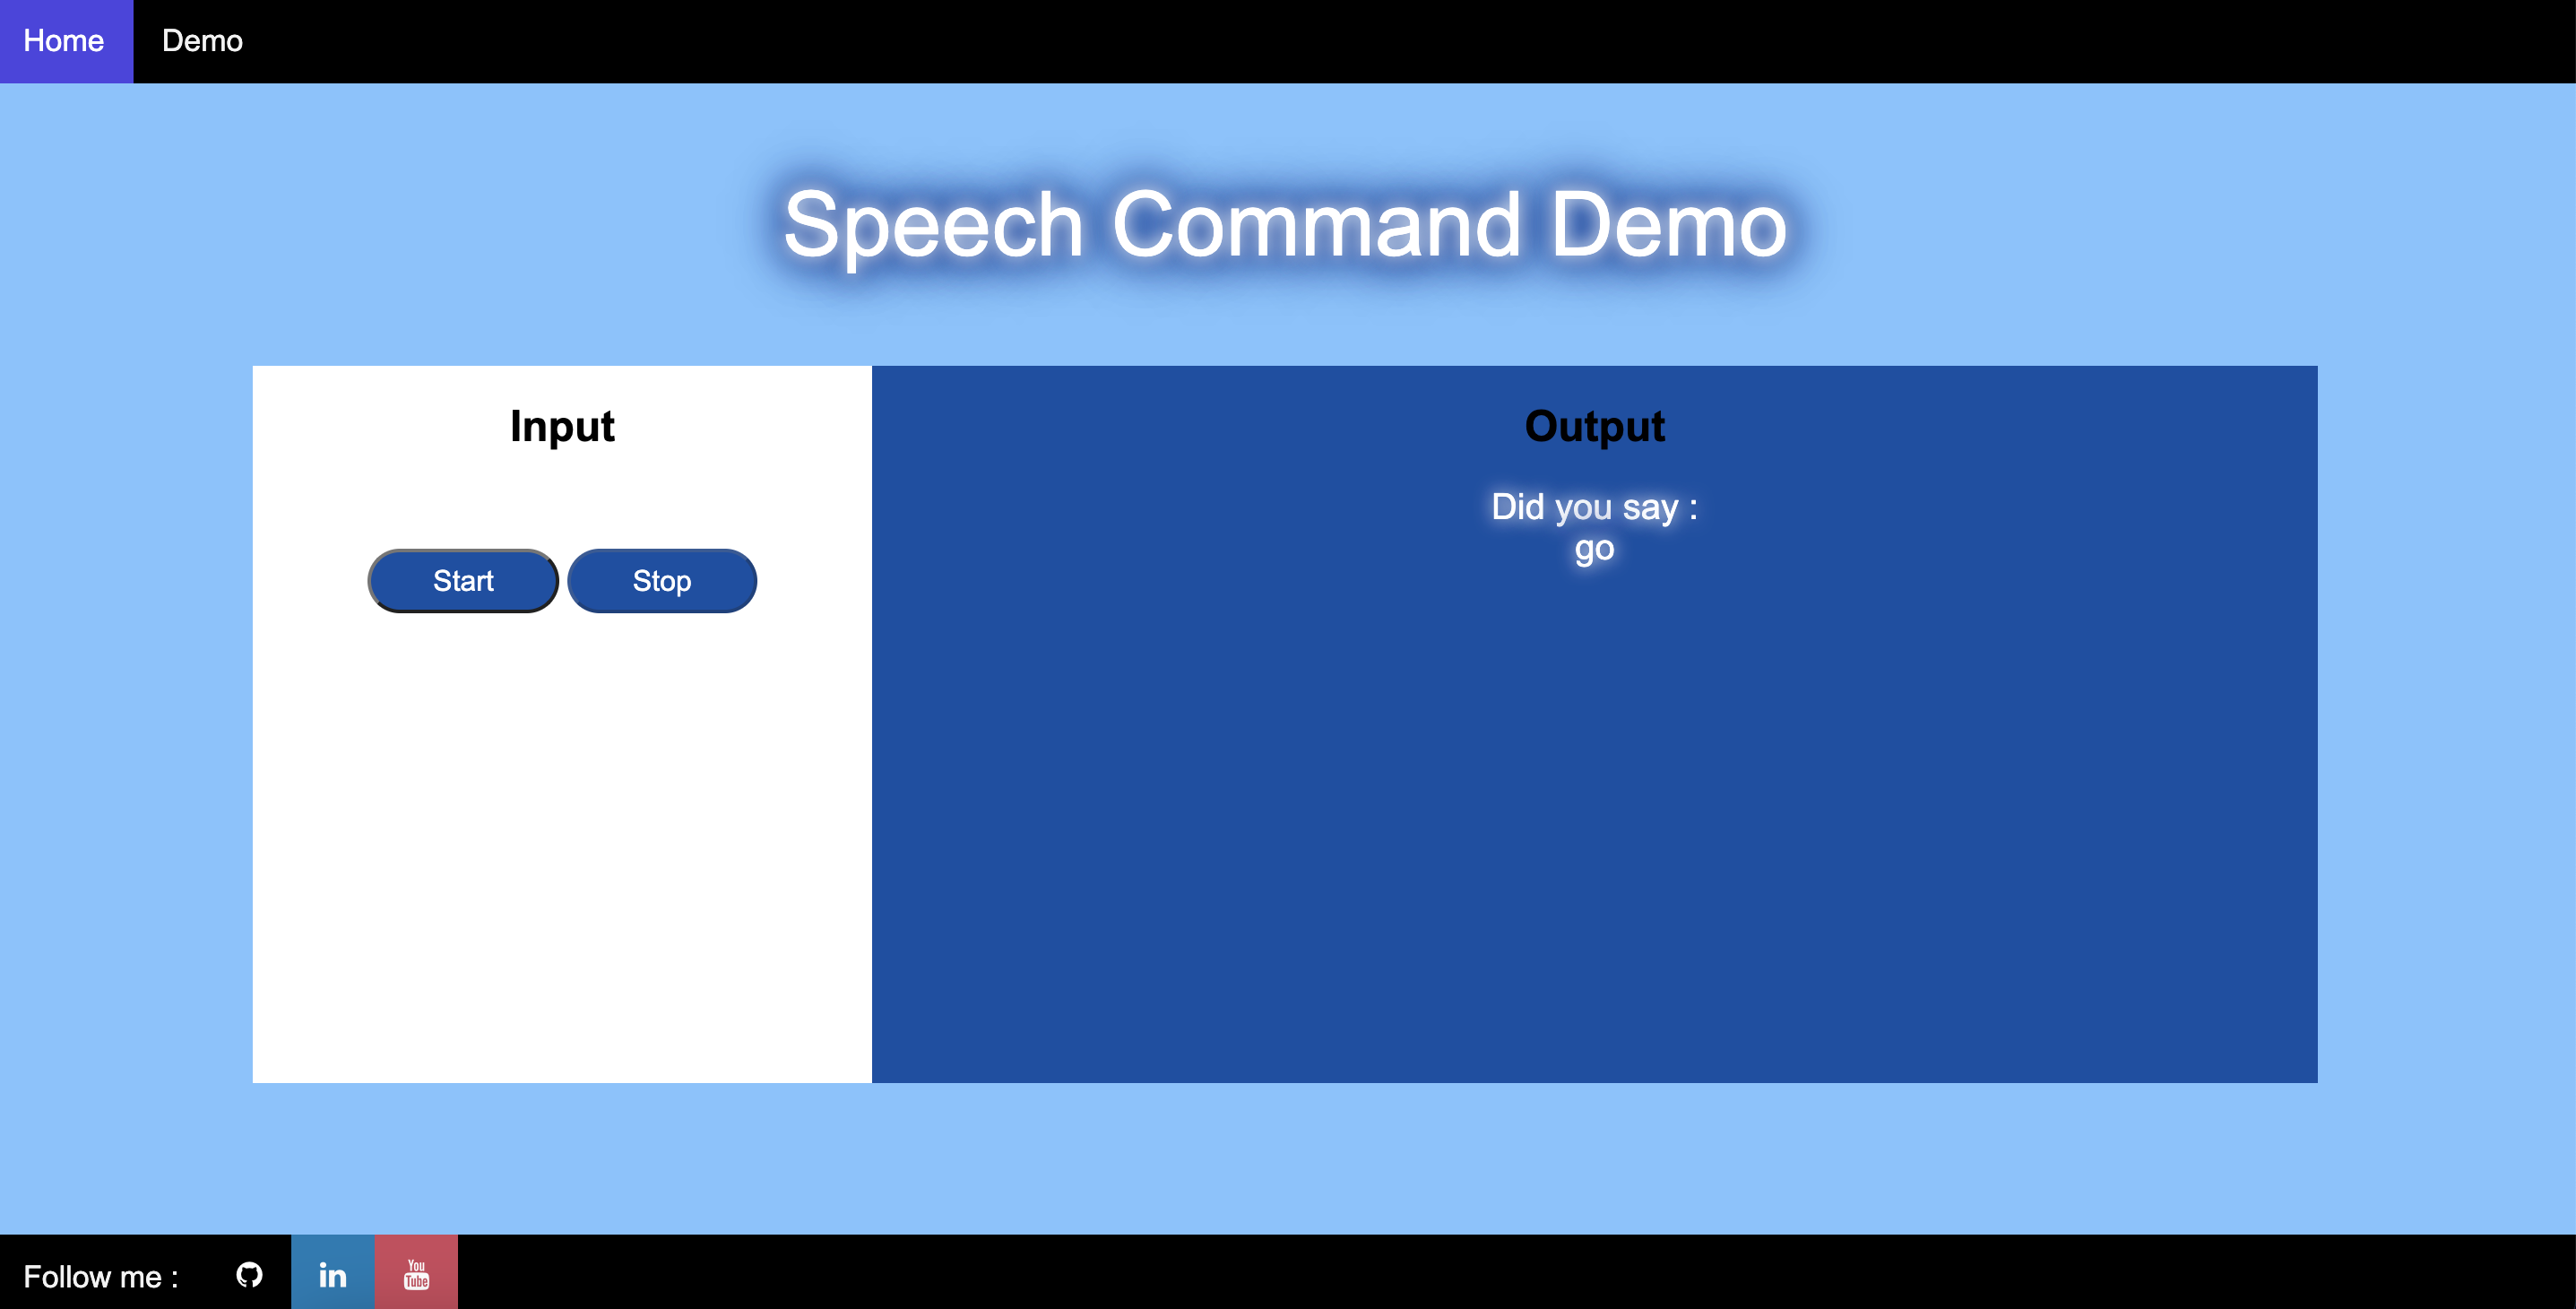 Home Demo
Speech Command Demo
Input
Start Stop
Output
Did you say :
go
Follow me : in You Tube